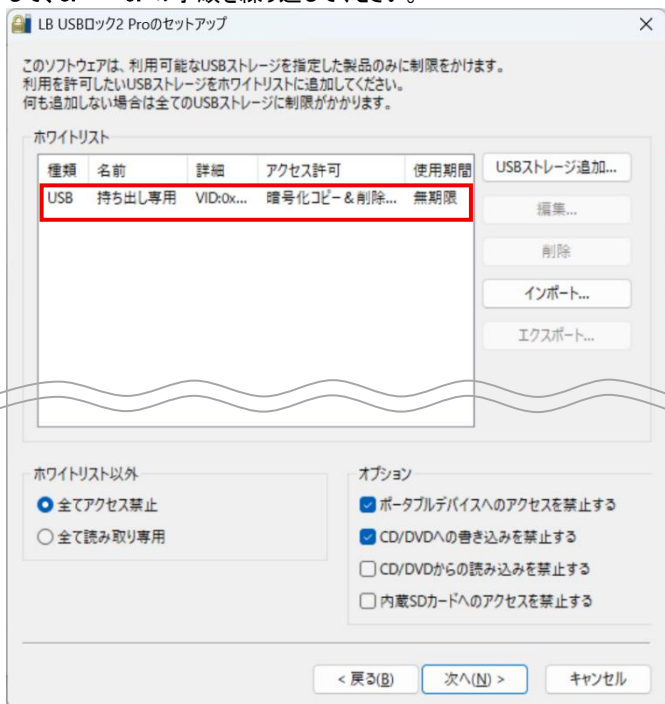 LB USBロック2 Proのセットアップ
このソフトウェアは、利用可能なUSBストレージを指定した製品のみに制限をかけます。
利用を許可したいUSBストレージをホワイトリストに追加してください。
何も追加しない場合は全てのUSBストレージに制限がかかります。
ホワイトリスト
種類 名前 詳細 アクセス許可 使用期間
USB 持ち出し専用 VID:0x... 暗号化コピー＆削除... 無期限
USBストレージ追加...
編集...
削除
インポート...
エクスポート...
ホワイトリスト以外
全てアクセス禁止
全て読み取り専用
オプション
ポータブルデバイスへのアクセスを禁止する
CD/DVDへの書き込みを禁止する
CD/DVDからの読み込みを禁止する
内蔵SDカードへのアクセスを禁止する
< 戻る(B)
次へ(N) >
キャンセル